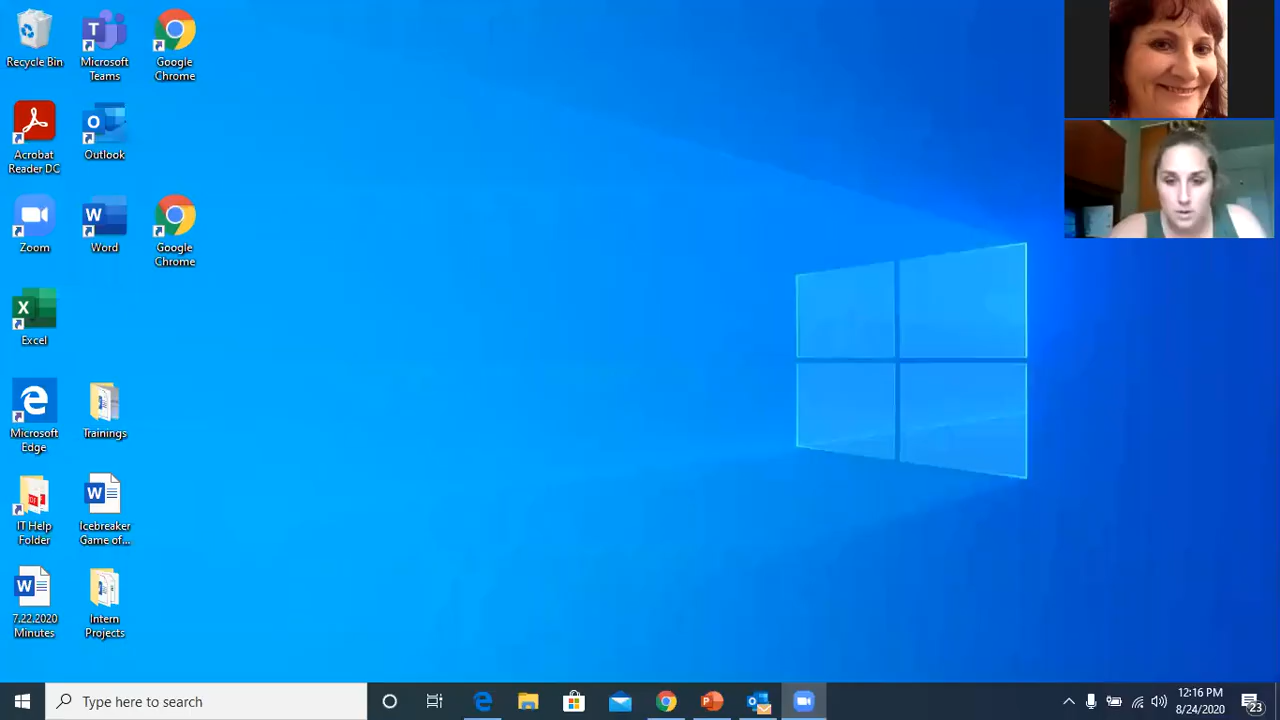 Recycle Bin
Microsoft
Teams
Google
Chrome
Acrobat
Reader DC
Outlook
Zoom
Word
Google
Chrome
Excel
Microsoft
Edge
Trainings
IT Help
Folder
Icebreaker
Game of...
7.22.2020
Minutes
Intern
Projects
Type here to search
12:16 PM
8/24/2020
23